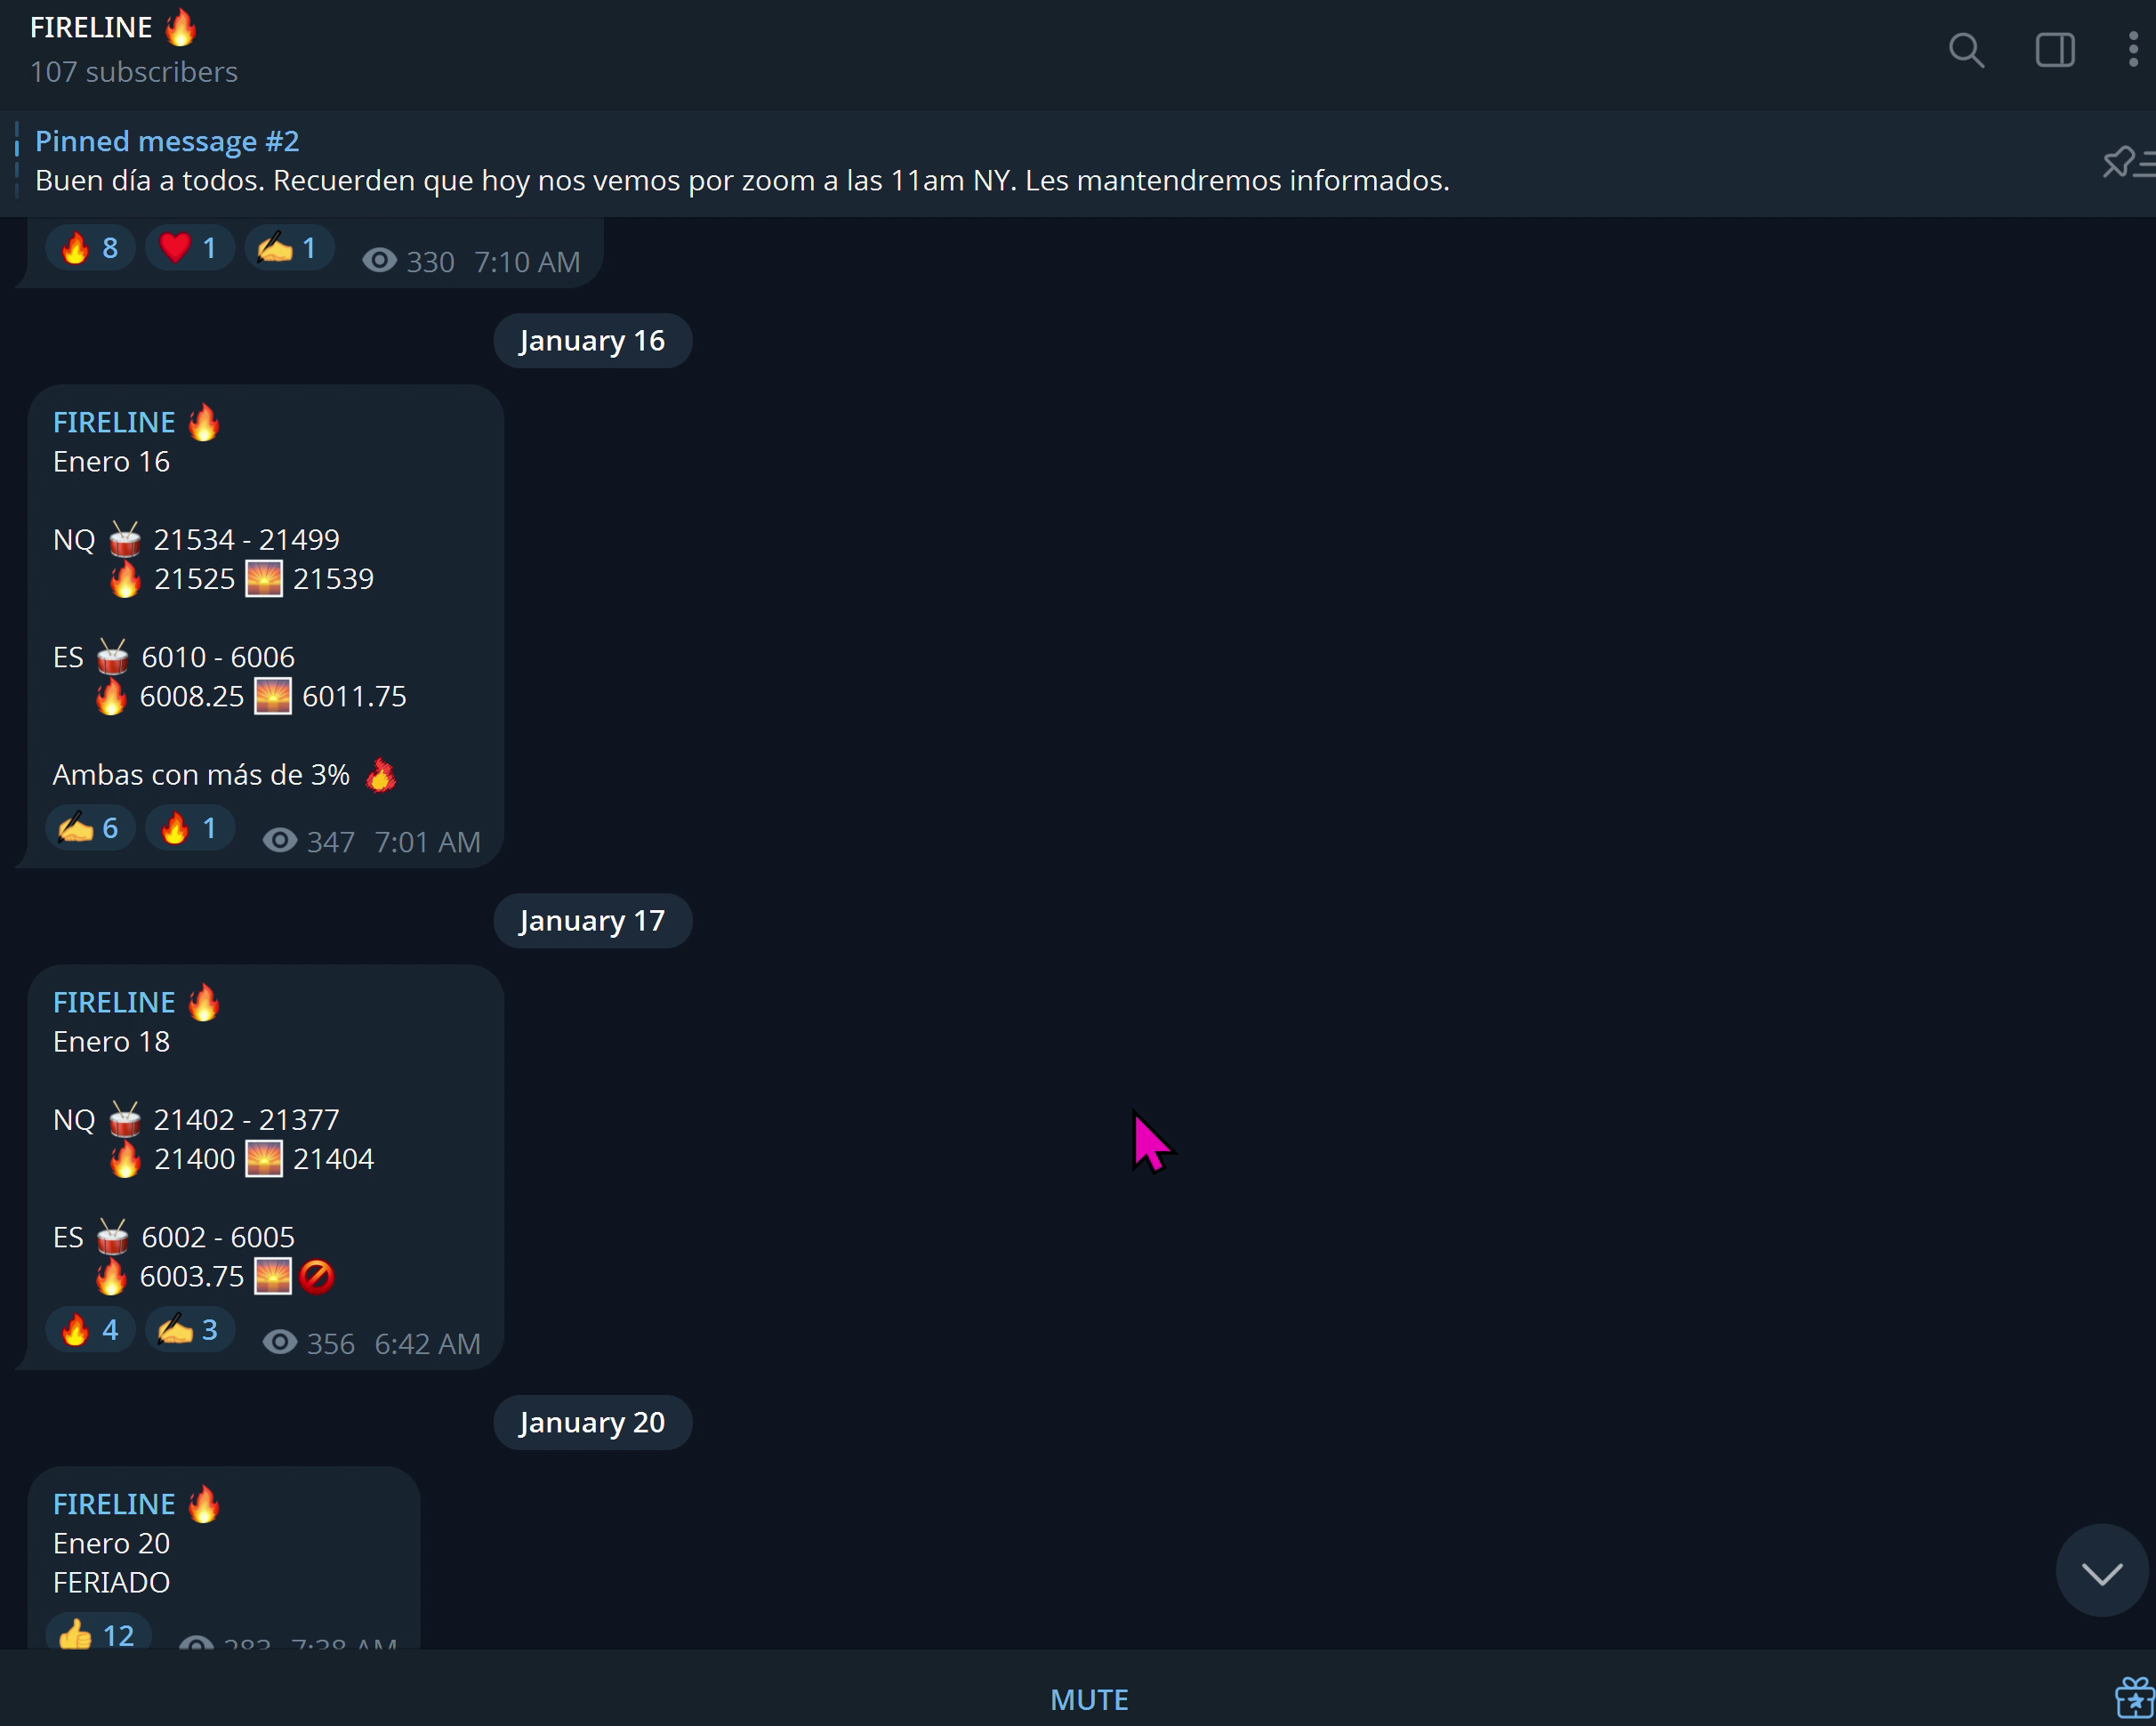 FIRELINE 🔥
107 subscribers
Pinned message #2
Buen día a todos. Recuerden que hoy nos vemos por zoom a las 11am NY. Les mantendremos informados.
🔥 8 ❤️ 1 ✍️ 1 330 7:10 AM
January 16
FIRELINE 🔥
Enero 16
NQ 🥁 21534 - 21499
🔥 21525 🌅 21539
ES 🥁 6010 - 6006
🔥 6008.25 🌅 6011.75
Ambas con más de 3% 🔥
✍️ 6 🔥 1 347 7:01 AM
January 17
FIRELINE 🔥
Enero 18
NQ 🥁 21402 - 21377
🔥 21400 🌅 21404
ES 🥁 6002 - 6005
🔥 6003.75 🌅 🚫
🔥 4 ✍️ 3 356 6:42 AM
January 20
FIRELINE 🔥
Enero 20
FERIADO
👍 12 283 7:38 AM
MUTE